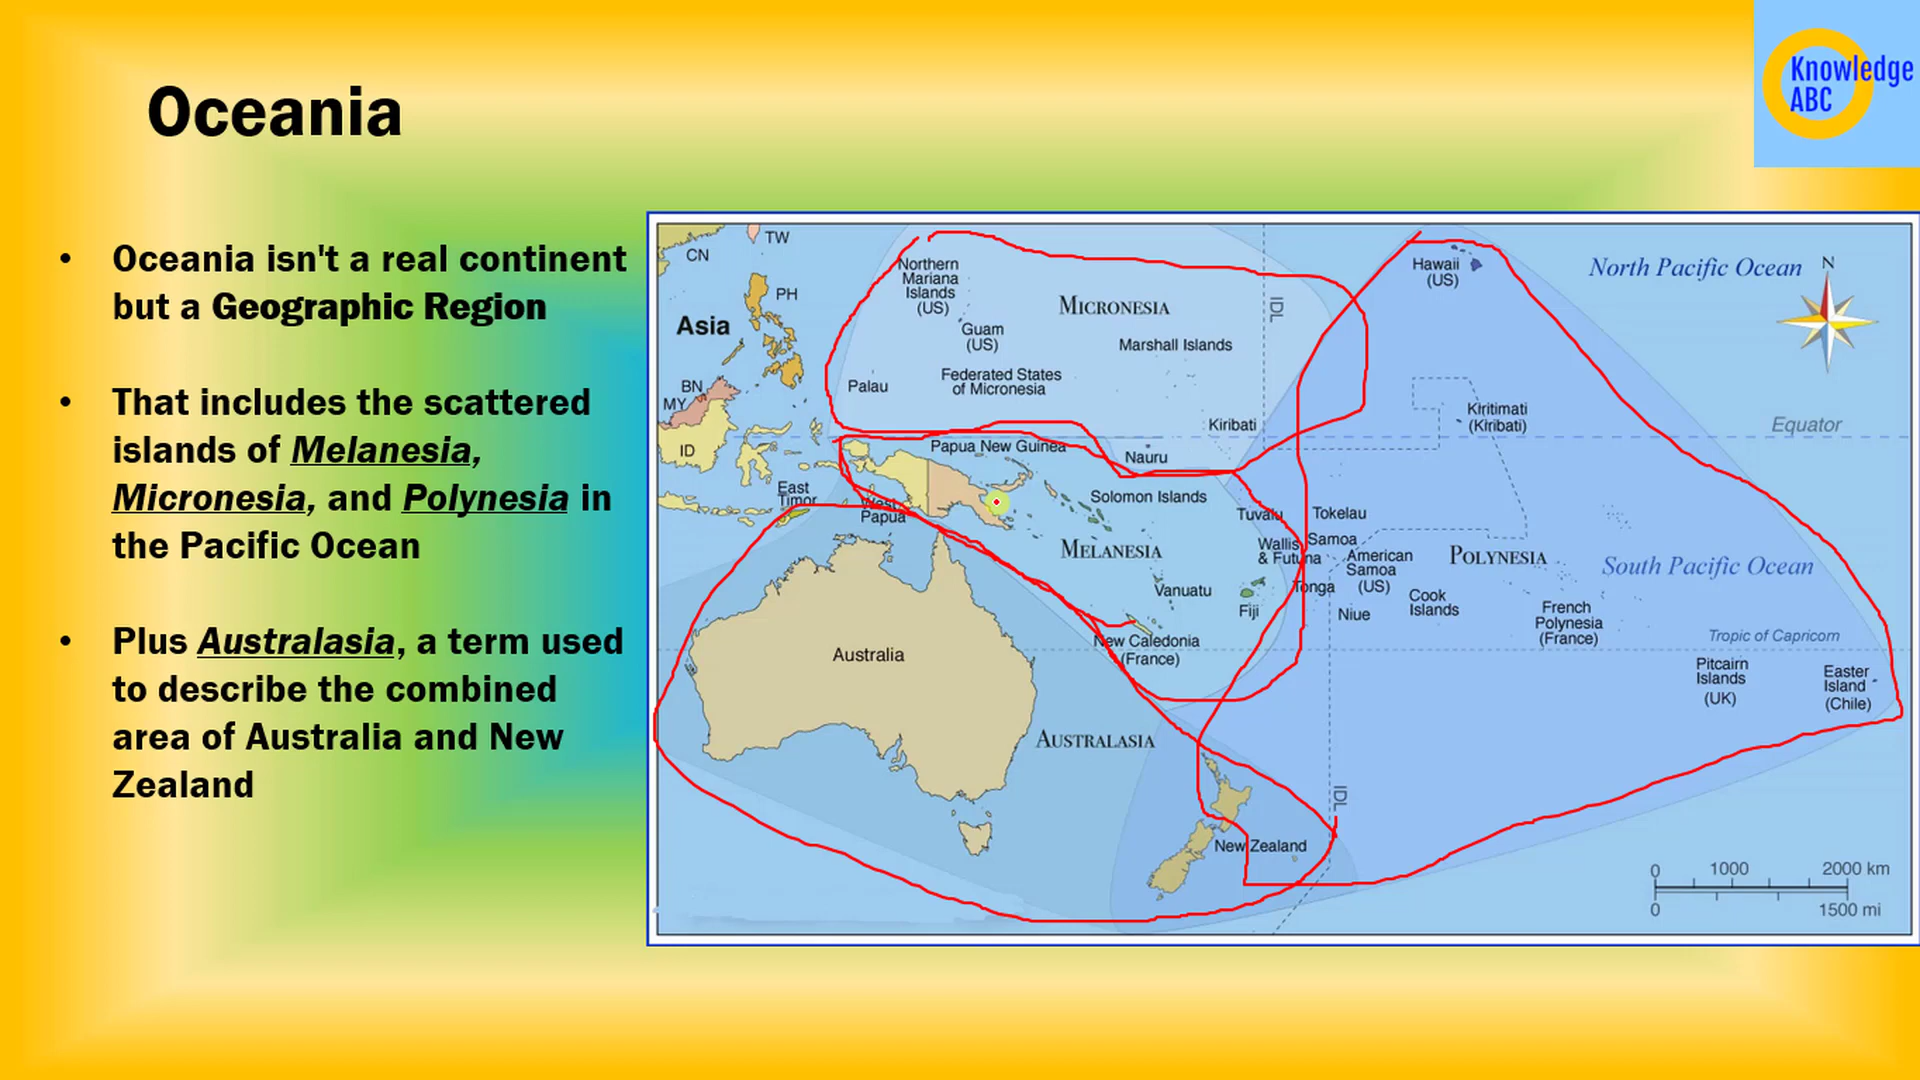 Oceania
Knowledge
ABC
• Oceania isn't a real continent
but a Geographic Region
• That includes the scattered
islands of Melanesia,
Micronesia, and Polynesia in
the Pacific Ocean
• Plus Australasia, a term used
to describe the combined
area of Australia and New
Zealand
CN
TW
PH
Asia
BN
MY
ID
East
Timor
West
Papua
Northern
Mariana
Islands
(US)
Guam
(US)
MICRONESIA
Marshall Islands
Palau
Federated States
of Micronesia
Kiribati
IDL
Hawaii
(US)
North Pacific Ocean
N
Kiritimati
(Kiribati)
Equator
Papua New Guinea
Nauru
Solomon Islands
MELANESIA
Vanuatu
Fiji
New Caledonia
(France)
Tuvalu
Tokelau
Wallis
& Futuna
Samoa
American
Samoa
(US)
Tonga
Niue
Cook
Islands
POLYNESIA
South Pacific Ocean
French
Polynesia
(France)
Tropic of Capricorn
Pitcairn
Islands
(UK)
Easter
Island
(Chile)
Australia
AUSTRALASIA
IDL
New Zealand
0 1000 2000 km
0 1500 mi